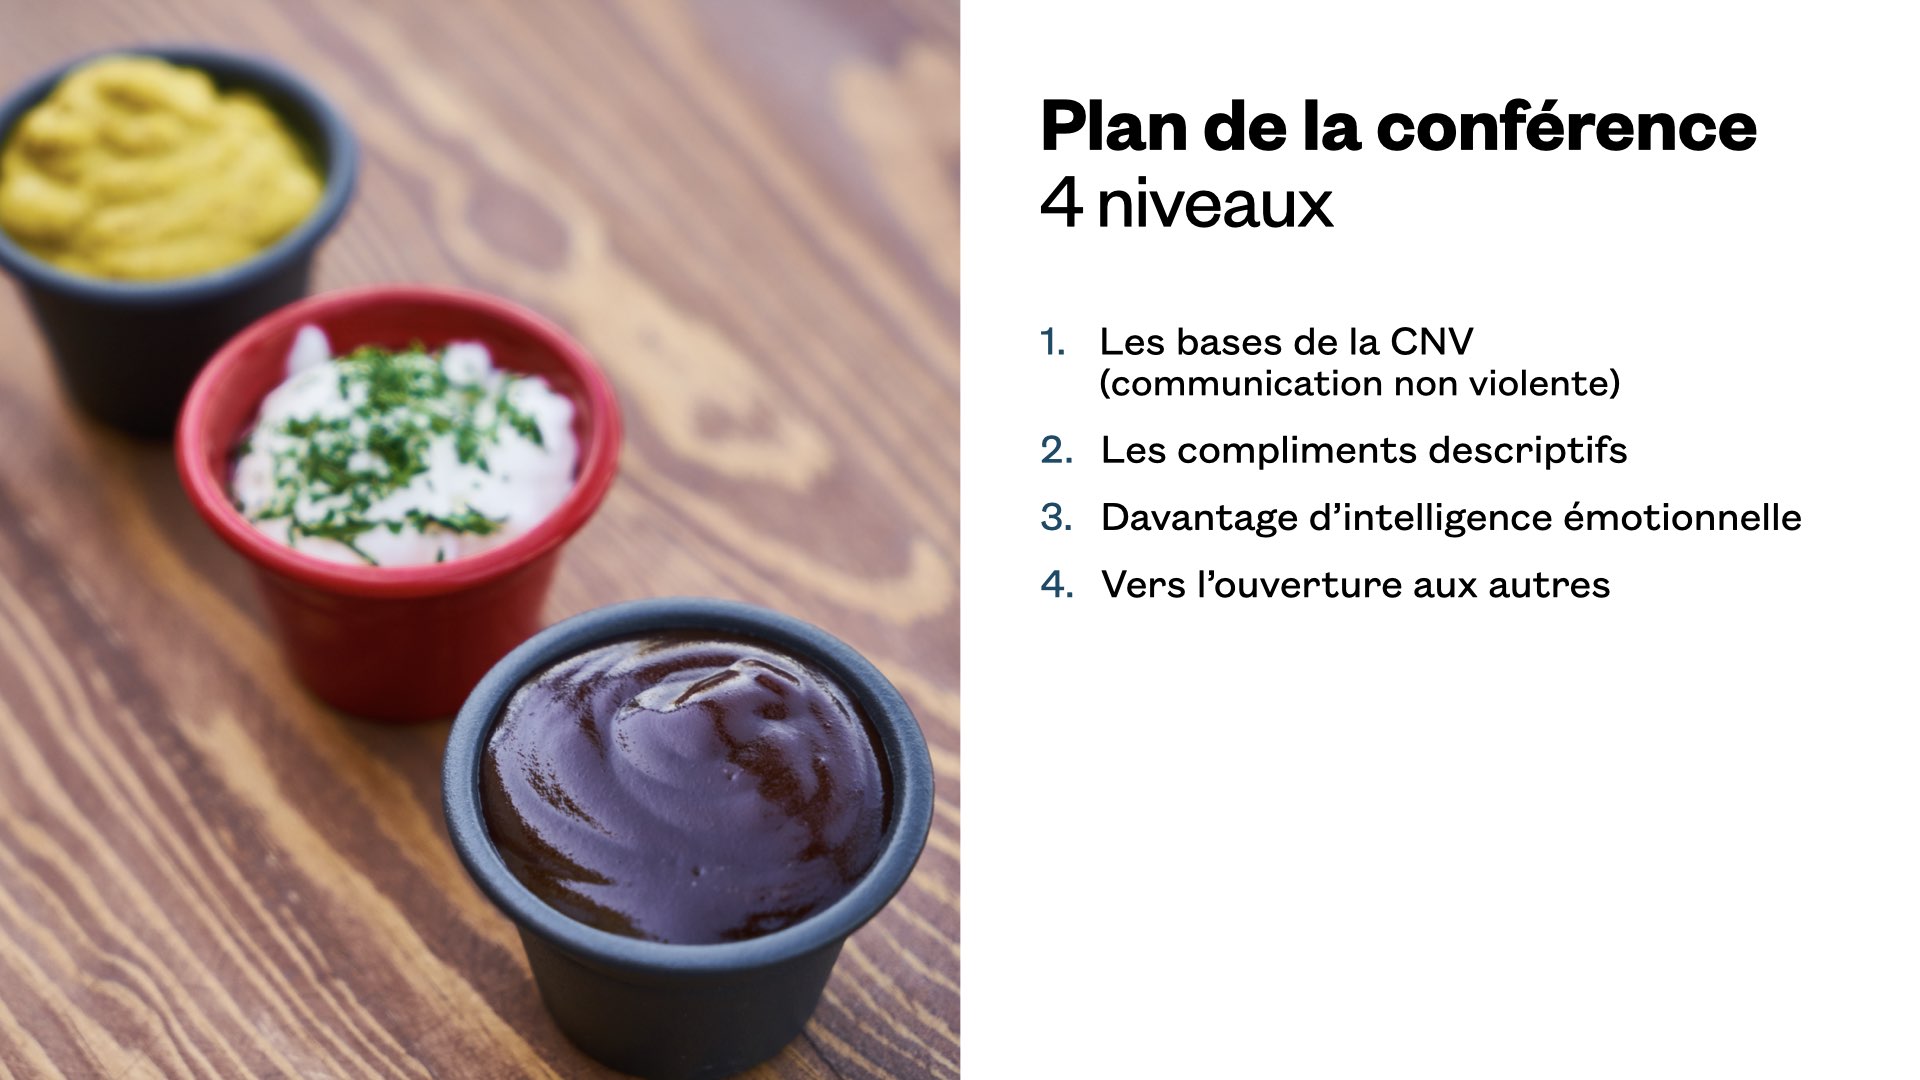 Plan de la conférence
4 niveaux
1. Les bases de la CNV
(communication non violente)
2. Les compliments descriptifs
3. Davantage d’intelligence émotionnelle
4. Vers l’ouverture aux autres